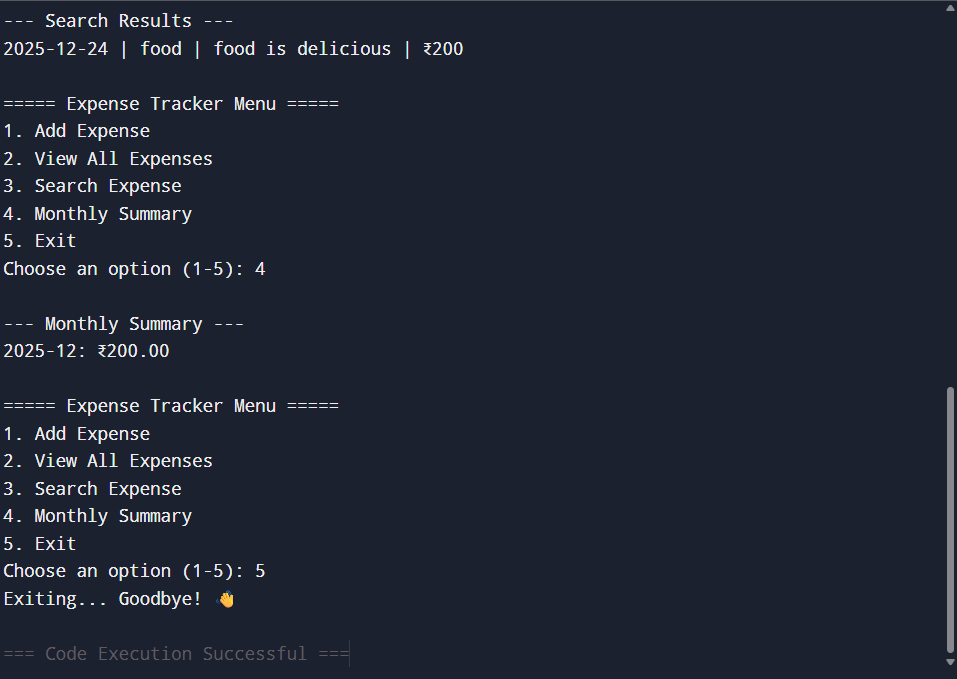 --- Search Results ---
2025-12-24 | food | food is delicious | ₹200
===== Expense Tracker Menu =====
1. Add Expense
2. View All Expenses
3. Search Expense
4. Monthly Summary
5. Exit
Choose an option (1-5): 4
--- Monthly Summary ---
2025-12: ₹200.00
===== Expense Tracker Menu =====
1. Add Expense
2. View All Expenses
3. Search Expense
4. Monthly Summary
5. Exit
Choose an option (1-5): 5
Exiting... Goodbye! 👋
=== Code Execution Successful ===